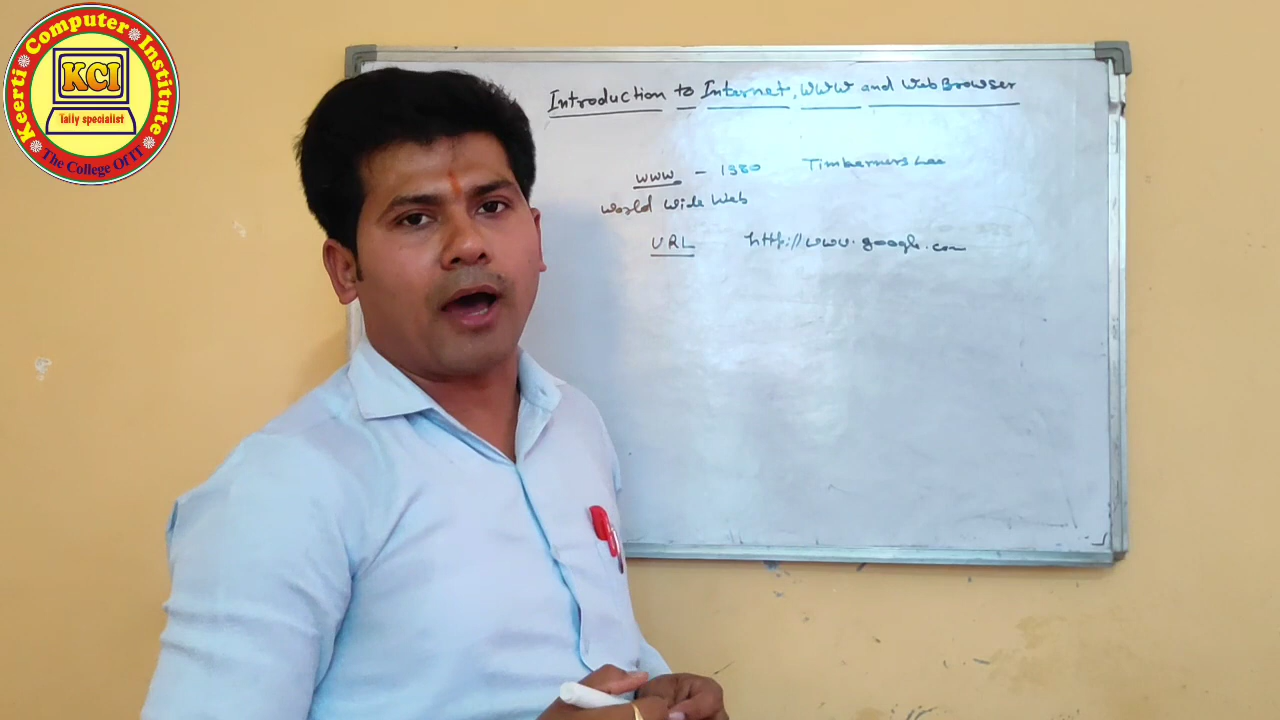 Keerti Computer Institute
KCI
Tally specialist
The College Of IT
Introduction to Internet, WWW and Web Browser
WWW - 1980 Timbarners Lee
World Wide Web
URL http://www.google.com